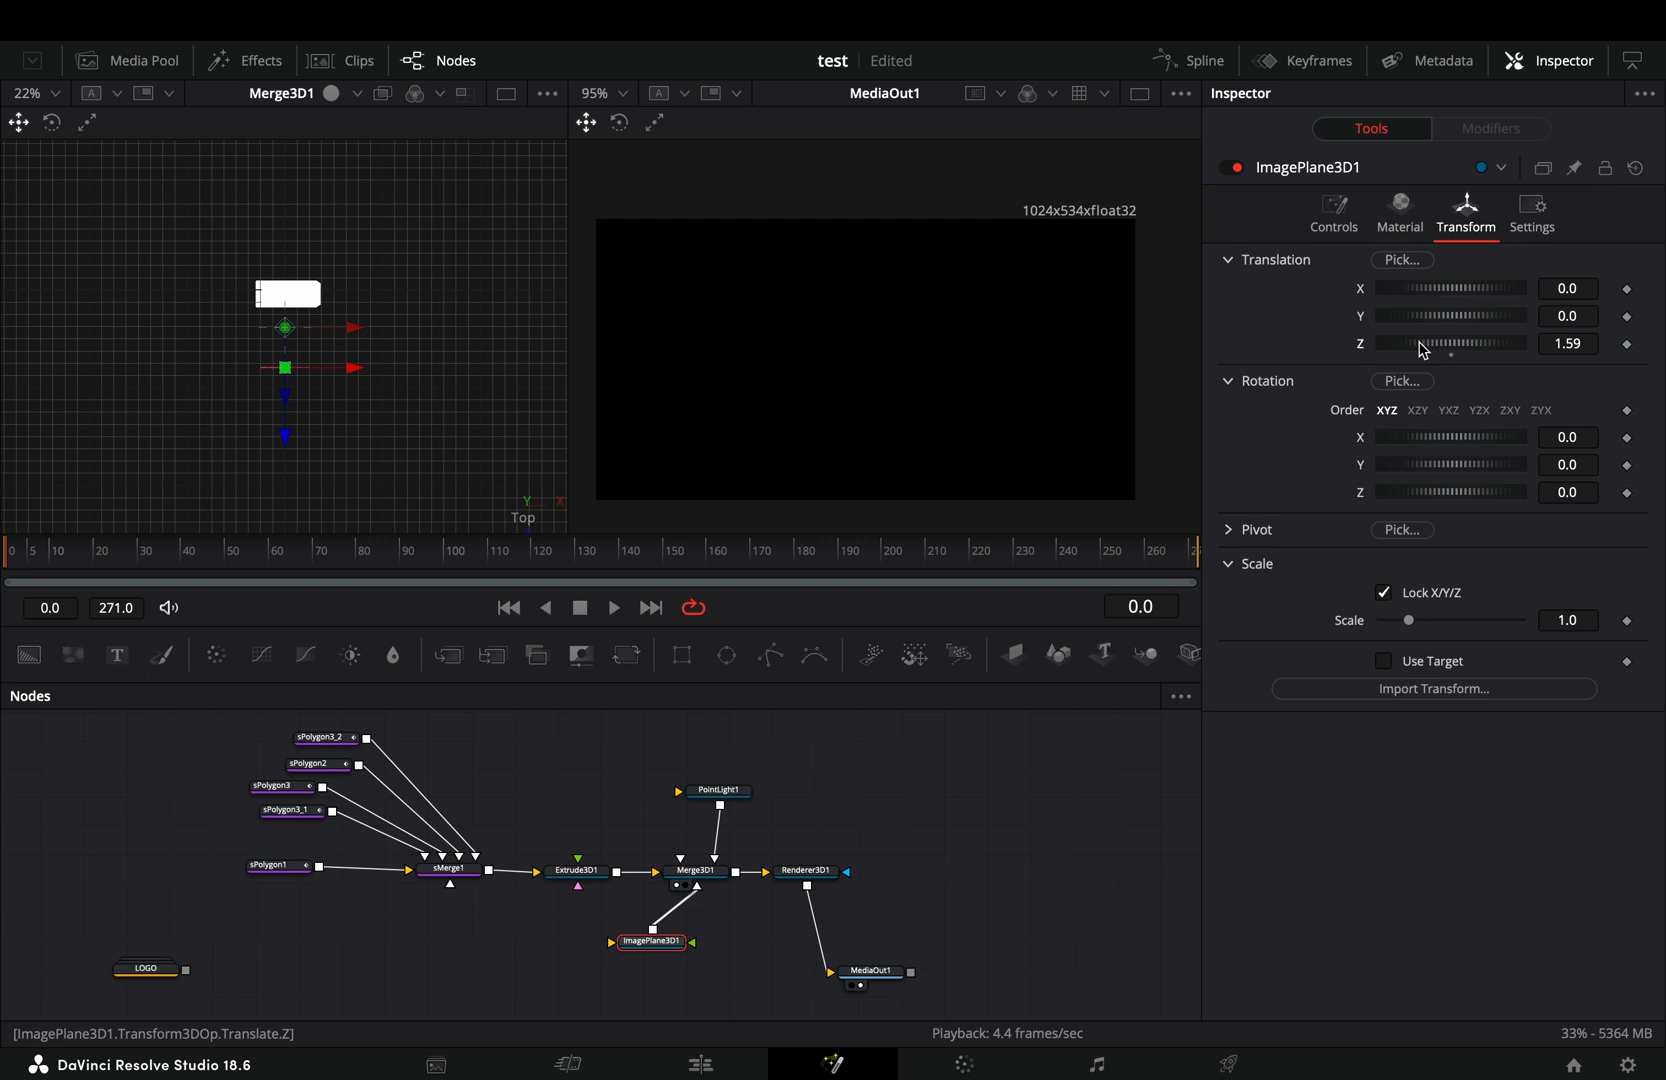 Media Pool
Effects
Clips
Nodes
test
Edited
Spline
Keyframes
Metadata
Inspector
22%
A
Merge3D1
95%
A
MediaOut1
Inspector
Tools
Modifiers
ImagePlane3D1
Controls
Material
Transform
Settings
1024x534xfloat32
Translation
Pick...
X
0.0
Y
0.0
Z
1.59
Rotation
Pick...
Order
XYZ
XZY
YXZ
YZX
ZXY
ZYX
X
0.0
Y
0.0
Z
0.0
Pivot
Pick...
Scale
Lock X/Y/Z
Scale
1.0
Use Target
Import Transform...
Y
X
Top
0 5 10 20 30 40 50 60 70 80 90 100 110 120 130 140 150 160 170 180 190 200 210 220 230 240 250 260
0.0
271.0
0.0
Nodes
sPolygon3_2
sPolygon2
sPolygon3
sPolygon3_1
sPolygon1
sMerge1
Extrude3D1
PointLight1
Merge3D1
Renderer3D1
ImagePlane3D1
LOGO
MediaOut1
[ImagePlane3D1.Transform3DOp.Translate.Z]
Playback: 4.4 frames/sec
33% - 5364 MB
DaVinci Resolve Studio 18.6